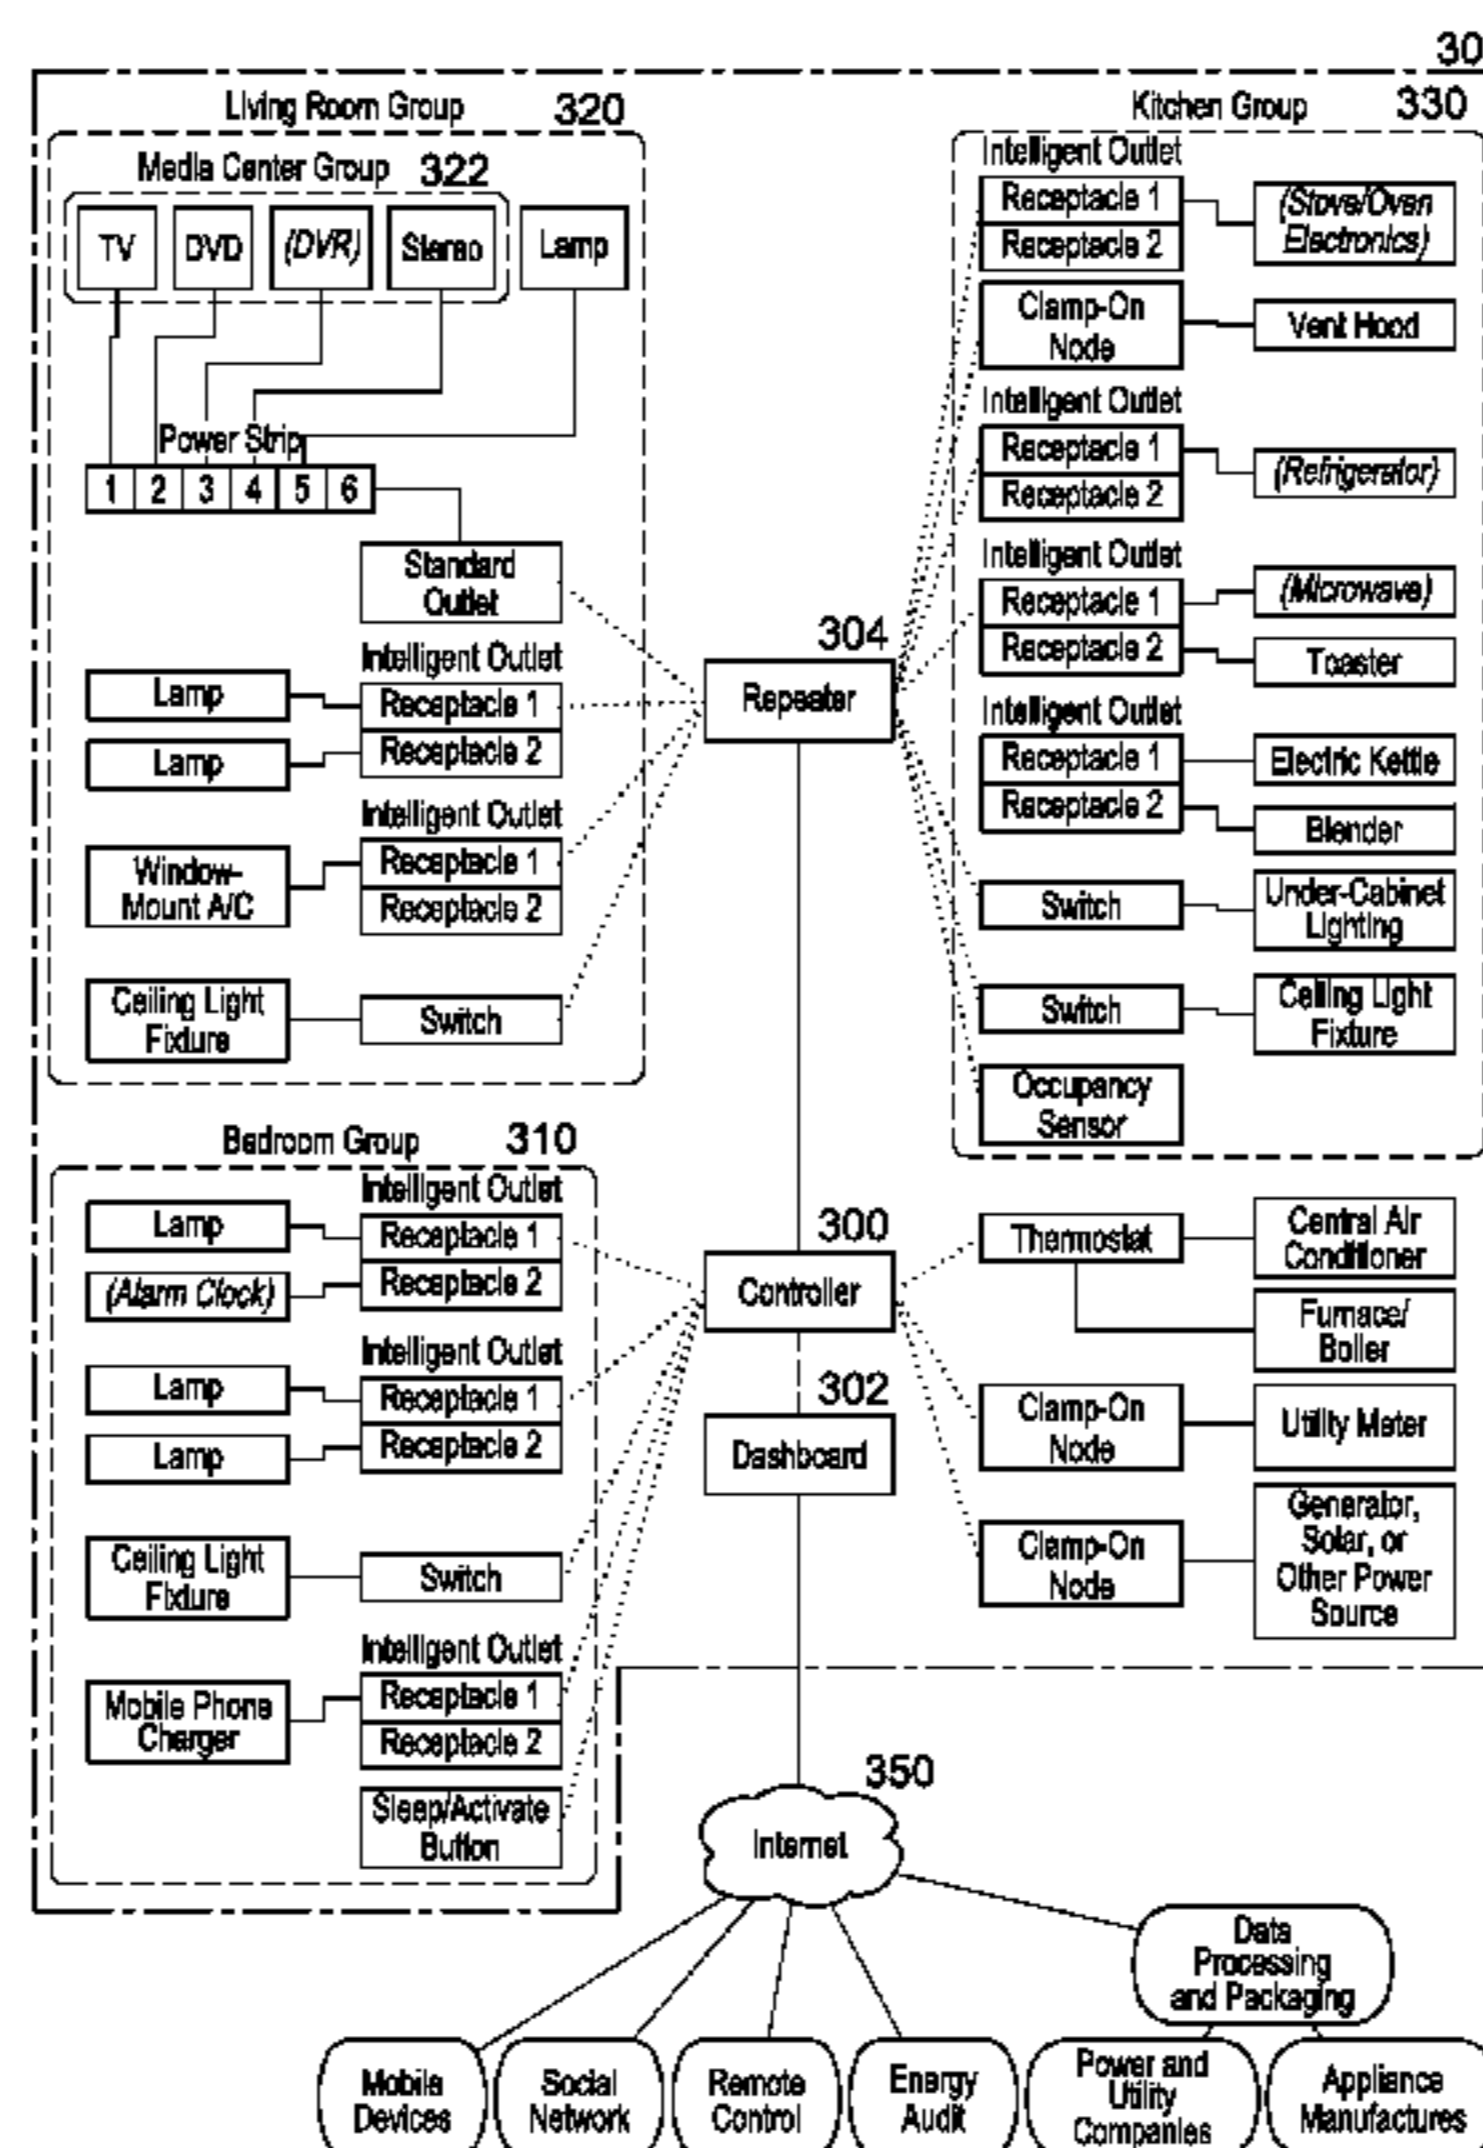 30
Living Room Group 320
Media Center Group 322
TV
DVD
(DVR)
Stereo
Lamp
Power Strip
1 2 3 4 5 6
Standard
Outlet
Intelligent Outlet
Lamp
Receptacle 1
Lamp
Receptacle 2
Intelligent Outlet
Window-
Mount A/C
Receptacle 1
Receptacle 2
Ceiling Light
Fixture
Switch
Kitchen Group 330
Intelligent Outlet
Receptacle 1
Receptacle 2
(Stove/Oven
Electronics)
Clamp-On
Node
Vent Hood
Intelligent Outlet
Receptacle 1
Receptacle 2
(Refrigerator)
Intelligent Outlet
Receptacle 1
(Microwave)
Receptacle 2
Toaster
Intelligent Outlet
Receptacle 1
Electric Kettle
Receptacle 2
Blender
Switch
Under-Cabinet
Lighting
Switch
Ceiling Light
Fixture
Occupancy
Sensor
304
Repeater
Bedroom Group 310
Intelligent Outlet
Lamp
Receptacle 1
(Alarm Clock)
Receptacle 2
Intelligent Outlet
Lamp
Receptacle 1
Lamp
Receptacle 2
Ceiling Light
Fixture
Switch
Intelligent Outlet
Mobile Phone
Charger
Receptacle 1
Receptacle 2
Sleep/Activate
Button
300
Controller
302
Dashboard
Thermostat
Central Air
Conditioner
Furnace/
Boiler
Clamp-On
Node
Utility Meter
Clamp-On
Node
Generator,
Solar, or
Other Power
Source
350
Internet
Data
Processing
and Packaging
Mobile
Devices
Social
Network
Remote
Control
Energy
Audit
Power and
Utility
Companies
Appliance
Manufactures